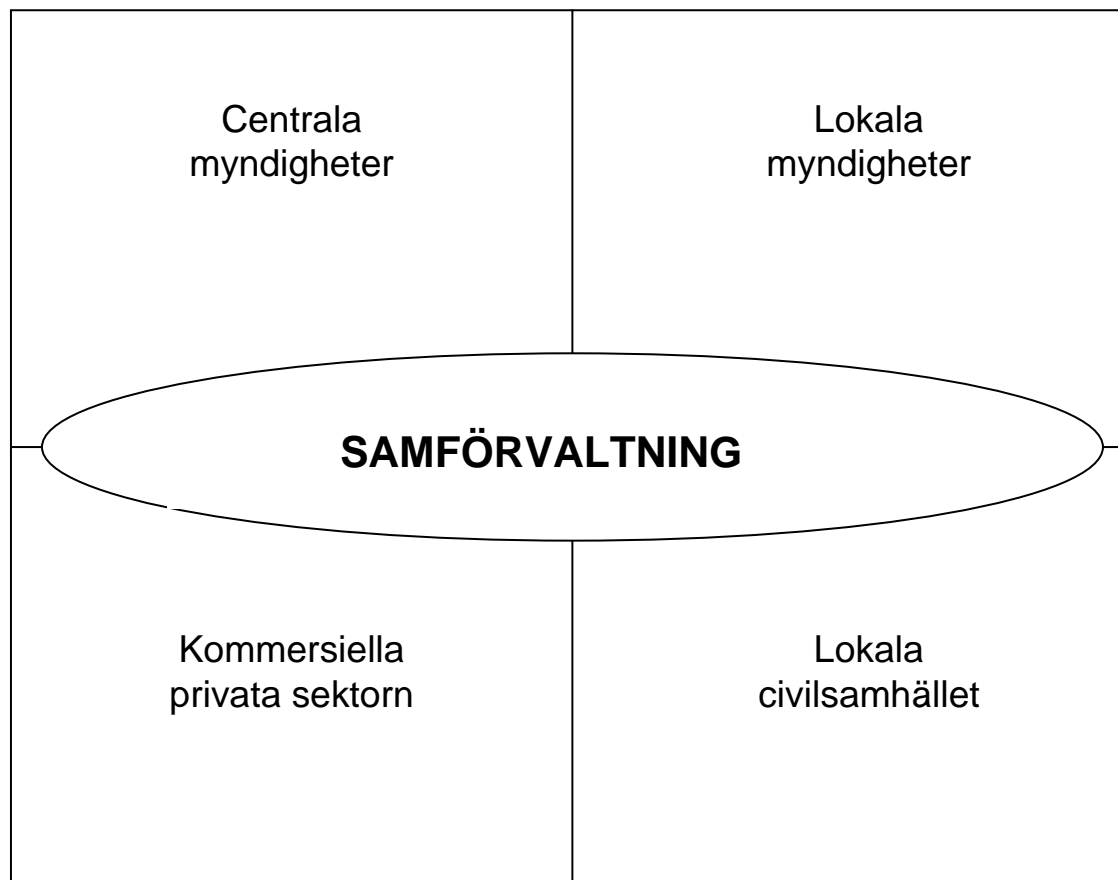 Centrala
myndigheter
Lokala
myndigheter
SAMFÖRVALTNING
Kommersiella
privata sektorn
Lokala
civilsamhället